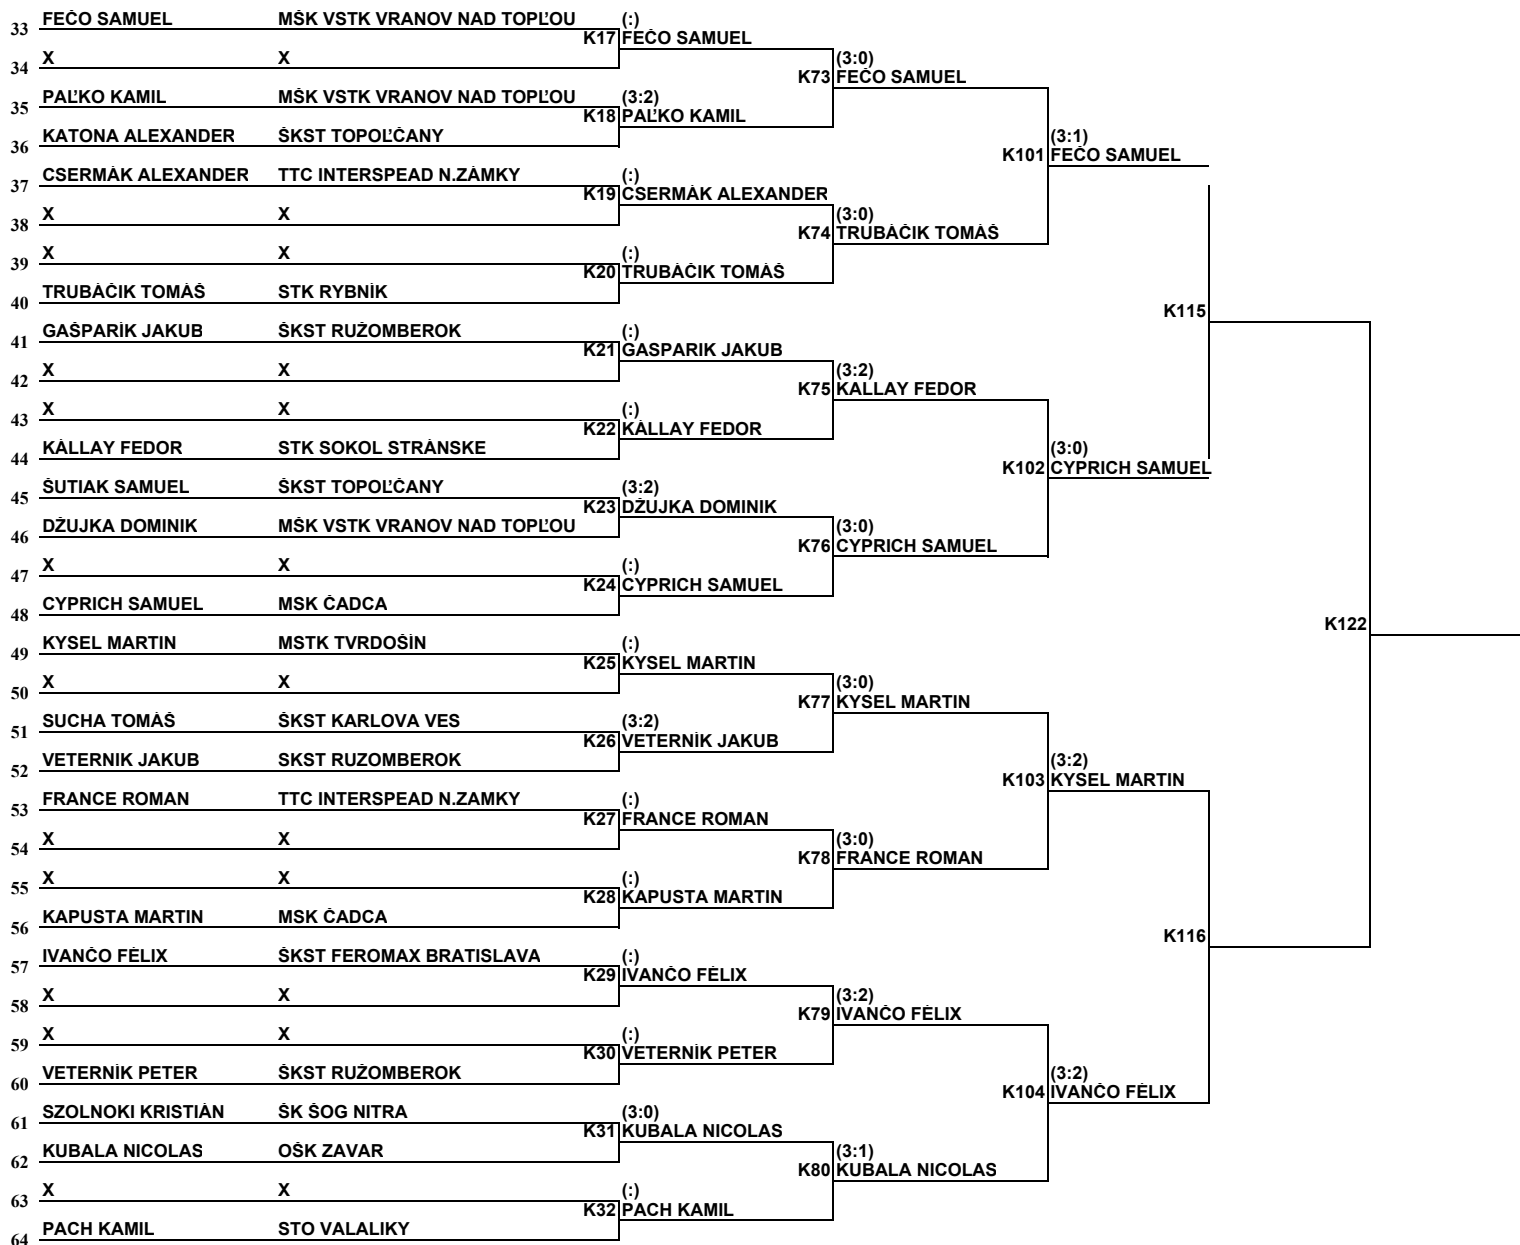 33 FEČO SAMUEL MŠK VSTK VRANOV NAD TOPĽOU (:)
K17 FEČO SAMUEL
34 X X (3:0)
K73 FEČO SAMUEL
35 PAĽKO KAMIL MŠK VSTK VRANOV NAD TOPĽOU (3:2)
K18 PAĽKO KAMIL
36 KATONA ALEXANDER ŠKST TOPOĽČANY (3:1)
K101 FEČO SAMUEL
37 CSERMÁK ALEXANDER TTC INTERSPEAD N.ZÁMKY (:)
K19 CSERMÁK ALEXANDER
38 X X (3:0)
K74 TRUBÁČIK TOMÁŠ
39 X X (:)
K20 TRUBÁČIK TOMÁŠ
40 TRUBÁČIK TOMÁŠ STK RYBNÍK
K115
41 GAŠPARÍK JAKUB ŠKST RUŽOMBEROK (:)
K21 GAŠPARÍK JAKUB
42 X X (3:2)
K75 KÁLLAY FEDOR
43 X X (:)
K22 KÁLLAY FEDOR
44 KÁLLAY FEDOR STK SOKOL STRÁNSKE (3:0)
K102 CYPRICH SAMUEL
45 ŠUTIAK SAMUEL ŠKST TOPOĽČANY (3:2)
K23 DŽUJKA DOMINIK
46 DŽUJKA DOMINIK MŠK VSTK VRANOV NAD TOPĽOU (3:0)
K76 CYPRICH SAMUEL
47 X X (:)
K24 CYPRICH SAMUEL
48 CYPRICH SAMUEL MSK ČADCA
K122
49 KYSEL MARTIN MSTK TVRDOŠÍN (:)
K25 KYSEL MARTIN
50 X X (3:0)
K77 KYSEL MARTIN
51 SUCHA TOMÁŠ ŠKST KARLOVA VES (3:2)
K26 VETERNÍK JAKUB
52 VETERNÍK JAKUB ŠKST RUŽOMBEROK (3:2)
K103 KYSEL MARTIN
53 FRANCE ROMAN TTC INTERSPEAD N.ZÁMKY (:)
K27 FRANCE ROMAN
54 X X (3:0)
K78 FRANCE ROMAN
55 X X (:)
K28 KAPUSTA MARTIN
56 KAPUSTA MARTIN MSK ČADCA
K116
57 IVANČO FÉLIX ŠKST FEROMAX BRATISLAVA (:)
K29 IVANČO FÉLIX
58 X X (3:2)
K79 IVANČO FÉLIX
59 X X (:)
K30 VETERNÍK PETER
60 VETERNÍK PETER ŠKST RUŽOMBEROK (3:2)
K104 IVANČO FÉLIX
61 SZOLNOKI KRISTIÁN ŠK ŠOG NITRA (3:0)
K31 KUBALA NICOLAS
62 KUBALA NICOLAS OŠK ZAVAR (3:1)
K80 KUBALA NICOLAS
63 X X (:)
K32 PACH KAMIL
64 PACH KAMIL STO VALALIKY